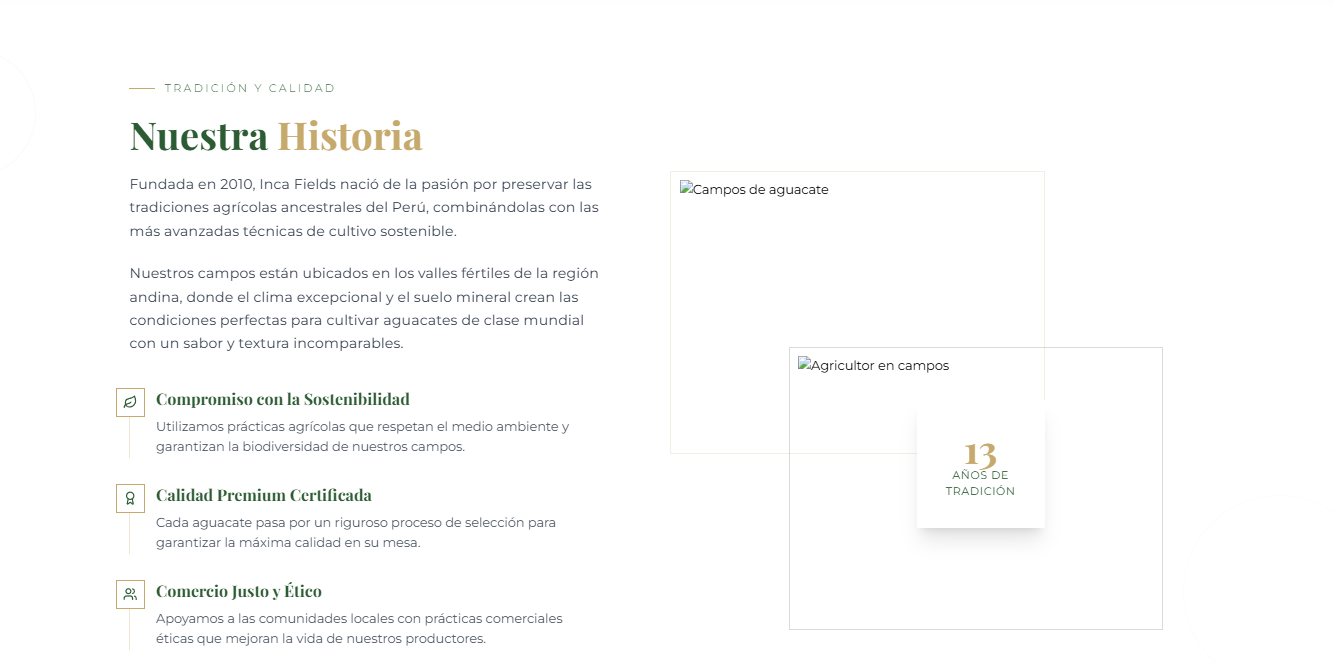 TRADICIÓN Y CALIDAD
Nuestra Historia
Fundada en 2010, Inca Fields nació de la pasión por preservar las
tradiciones agrícolas ancestrales del Perú, combinándolas con las
más avanzadas técnicas de cultivo sostenible.
Nuestros campos están ubicados en los valles fértiles de la región
andina, donde el clima excepcional y el suelo mineral crean las
condiciones perfectas para cultivar aguacates de clase mundial
con un sabor y textura incomparables.
Compromiso con la Sostenibilidad
Utilizamos prácticas agrícolas que respetan el medio ambiente y
garantizan la biodiversidad de nuestros campos.
Calidad Premium Certificada
Cada aguacate pasa por un riguroso proceso de selección para
garantizar la máxima calidad en su mesa.
Comercio Justo y Ético
Apoyamos a las comunidades locales con prácticas comerciales
éticas que mejoran la vida de nuestros productores.
Campos de aguacate
Agricultor en campos
13
AÑOS DE
TRADICIÓN